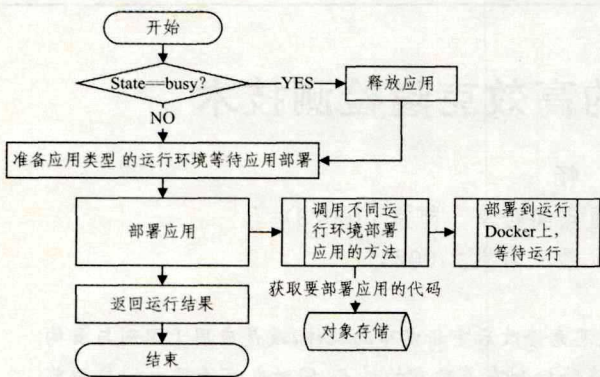 开始
State==busy?
YES
释放应用
NO
准备应用类型 的运行环境等待应用部署
部署应用
调用不同运
行环境部署
应用的方法
部署到运行
Docker上,
等待运行
获取要部署应用的代码
返回运行结果
对象存储
结束